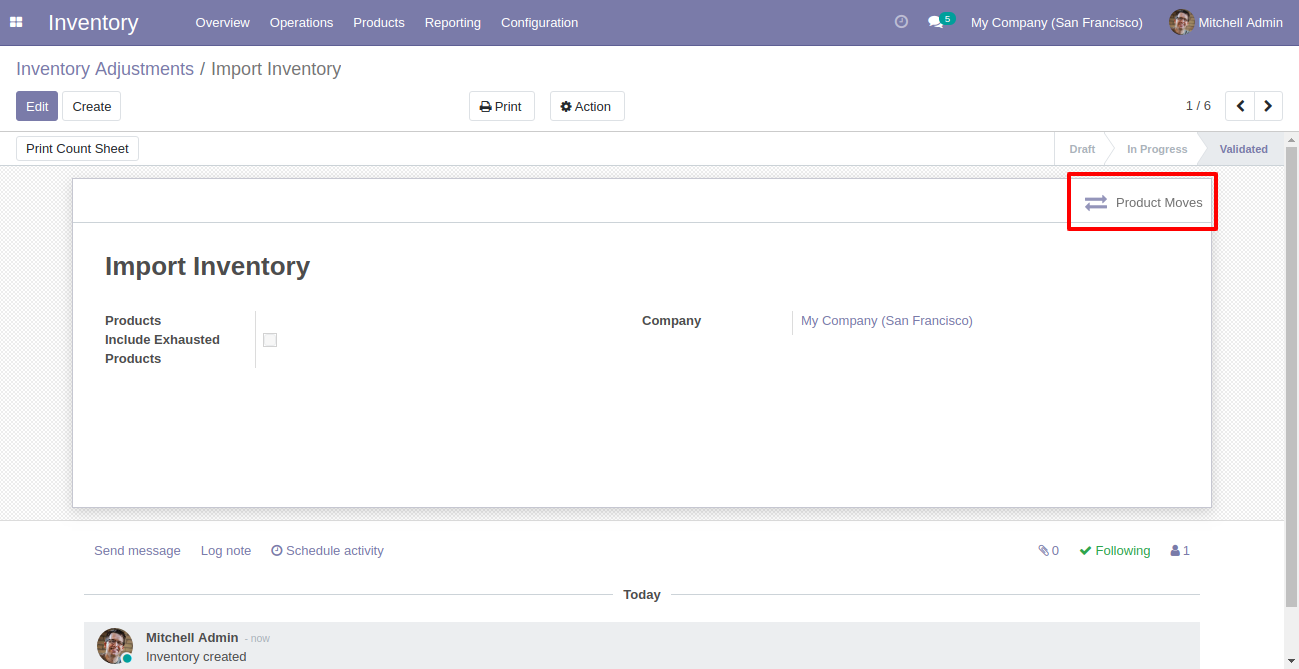 Inventory Overview Operations Products Reporting Configuration 5 My Company (San Francisco) Mitchell Admin
Inventory Adjustments / Import Inventory
Edit Create Print Action 1 / 6
Print Count Sheet Draft In Progress Validated
Product Moves
Import Inventory
Products Company My Company (San Francisco)
Include Exhausted
Products
Send message Log note Schedule activity 0 Following 1
Today
Mitchell Admin - now
Inventory created